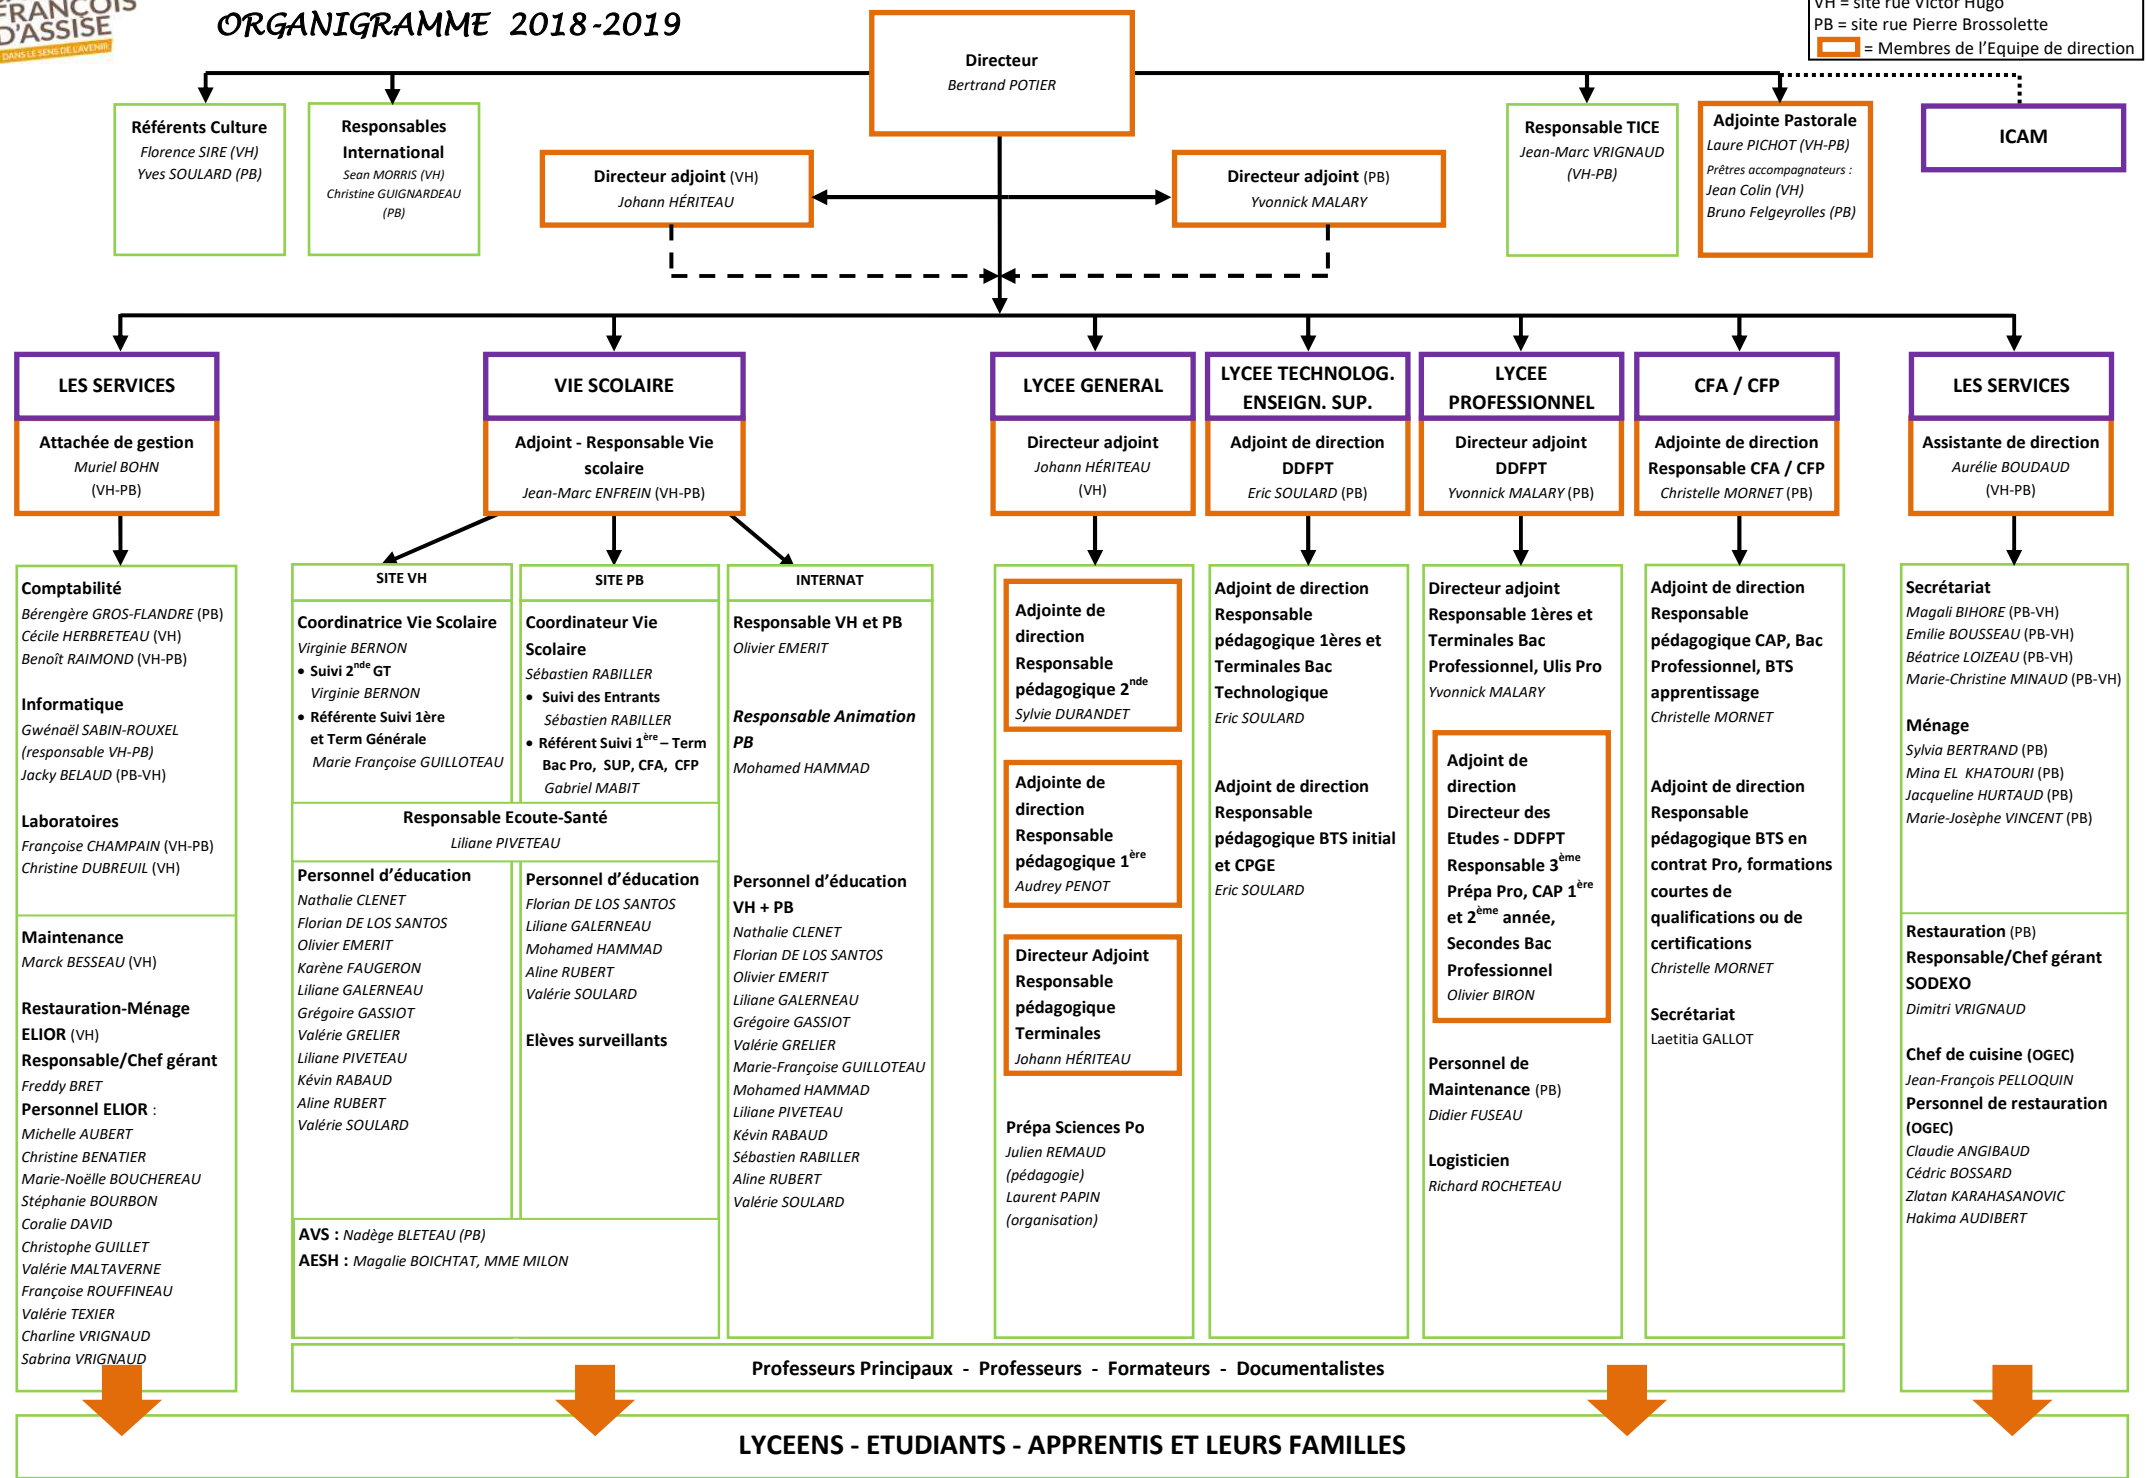 FRANÇOIS
D'ASSISE
DANS LE SENS DE L'AVENIR
ORGANIGRAMME 2018-2019
VH = site rue Victor Hugo
PB = site rue Pierre Brossolette
= Membres de l'Equipe de direction
Directeur
Bertrand POTIER
Référents Culture
Florence SIRE (VH)
Yves SOULARD (PB)
Responsables
International
Sean MORRIS (VH)
Christine GUIGNARDEAU
(PB)
Directeur adjoint (VH)
Johann HÉRITEAU
Directeur adjoint (PB)
Yvonnick MALARY
Responsable TICE
Jean-Marc VRIGNAUD
(VH-PB)
Adjointe Pastorale
Laure PICHOT (VH-PB)
Prêtres accompagnateurs :
Jean Colin (VH)
Bruno Felgeyrolles (PB)
ICAM
LES SERVICES
Attachée de gestion
Muriel BOHN
(VH-PB)
VIE SCOLAIRE
Adjoint - Responsable Vie
scolaire
Jean-Marc ENFREIN (VH-PB)
LYCEE GENERAL
Directeur adjoint
Johann HÉRITEAU
(VH)
LYCEE TECHNOLOG.
ENSEIGN. SUP.
Adjoint de direction
DDFPT
Eric SOULARD (PB)
LYCEE
PROFESSIONNEL
Directeur adjoint
DDFPT
Yvonnick MALARY (PB)
CFA / CFP
Adjointe de direction
Responsable CFA / CFP
Christelle MORNET (PB)
LES SERVICES
Assistante de direction
Aurélie BOUDAUD
(VH-PB)
Comptabilité
Bérengère GROS-FLANDRE (PB)
Cécile HERBRETEAU (VH)
Benoît RAIMOND (VH-PB)
Informatique
Gwénaël SABIN-ROUXEL
(responsable VH-PB)
Jacky BELAUD (PB-VH)
Laboratoires
Françoise CHAMPAIN (VH-PB)
Christine DUBREUIL (VH)
Maintenance
Marck BESSEAU (VH)
Restauration-Ménage
ELIOR (VH)
Responsable/Chef gérant
Freddy BRET
Personnel ELIOR :
Michelle AUBERT
Christine BENATIER
Marie-Noëlle BOUCHEREAU
Stéphanie BOURBON
Coralie DAVID
Christophe GUILLET
Valérie MALTAVERNE
Françoise ROUFFINEAU
Valérie TEXIER
Charline VRIGNAUD
Sabrina VRIGNAUD
SITE VH
Coordinatrice Vie Scolaire
Virginie BERNON
• Suivi 2nde GT
Virginie BERNON
• Référente Suivi 1ère
et Term Générale
Marie Françoise GUILLOTEAU
SITE PB
Coordinateur Vie
Scolaire
Sébastien RABILLER
• Suivi des Entrants
Sébastien RABILLER
• Référent Suivi 1ère – Term
Bac Pro, SUP, CFA, CFP
Gabriel MABIT
Responsable Ecoute-Santé
Liliane PIVETEAU
Personnel d'éducation
Nathalie CLENET
Florian DE LOS SANTOS
Olivier EMERIT
Karène FAUGERON
Liliane GALERNEAU
Grégoire GASSIOT
Valérie GRELIER
Liliane PIVETEAU
Kévin RABAUD
Aline RUBERT
Valérie SOULARD
Personnel d'éducation
Florian DE LOS SANTOS
Liliane GALERNEAU
Mohamed HAMMAD
Aline RUBERT
Valérie SOULARD
Elèves surveillants
AVS : Nadège BLETEAU (PB)
AESH : Magalie BOICHTAT, MME MILON
INTERNAT
Responsable VH et PB
Olivier EMERIT
Responsable Animation
PB
Mohamed HAMMAD
Personnel d'éducation
VH + PB
Nathalie CLENET
Florian DE LOS SANTOS
Olivier EMERIT
Liliane GALERNEAU
Grégoire GASSIOT
Valérie GRELIER
Marie-Françoise GUILLOTEAU
Mohamed HAMMAD
Liliane PIVETEAU
Kévin RABAUD
Sébastien RABILLER
Aline RUBERT
Valérie SOULARD
Adjointe de
direction
Responsable
pédagogique 2nde
Sylvie DURANDET
Adjointe de
direction
Responsable
pédagogique 1ère
Audrey PENOT
Directeur Adjoint
Responsable
pédagogique
Terminales
Johann HÉRITEAU
Prépa Sciences Po
Julien REMAUD
(pédagogie)
Laurent PAPIN
(organisation)
Adjoint de direction
Responsable
pédagogique 1ères et
Terminales Bac
Technologique
Eric SOULARD
Adjoint de direction
Responsable
pédagogique BTS initial
et CPGE
Eric SOULARD
Directeur adjoint
Responsable 1ères et
Terminales Bac
Professionnel, Ulis Pro
Yvonnick MALARY
Adjoint de
direction
Directeur des
Etudes - DDFPT
Responsable 3ème
Prépa Pro, CAP 1ère
et 2ème année,
Secondes Bac
Professionnel
Olivier BIRON
Personnel de
Maintenance (PB)
Didier FUSEAU
Logisticien
Richard ROCHETEAU
Adjoint de direction
Responsable
pédagogique CAP, Bac
Professionnel, BTS
apprentissage
Christelle MORNET
Adjoint de direction
Responsable
pédagogique BTS en
contrat Pro, formations
courtes de
qualifications ou de
certifications
Christelle MORNET
Secrétariat
Laetitia GALLOT
Secrétariat
Magali BIHORE (PB-VH)
Emilie BOUSSEAU (PB-VH)
Béatrice LOIZEAU (PB-VH)
Marie-Christine MINAUD (PB-VH)
Ménage
Sylvia BERTRAND (PB)
Mina EL KHATOURI (PB)
Jacqueline HURTAUD (PB)
Marie-Josèphe VINCENT (PB)
Restauration (PB)
Responsable/Chef gérant
SODEXO
Dimitri VRIGNAUD
Chef de cuisine (OGEC)
Jean-François PELLOQUIN
Personnel de restauration
(OGEC)
Claudie ANGIBAUD
Cédric BOSSARD
Zlatan KARAHASANOVIC
Hakima AUDIBERT
Professeurs Principaux - Professeurs - Formateurs - Documentalistes
LYCEENS - ETUDIANTS - APPRENTIS ET LEURS FAMILLES